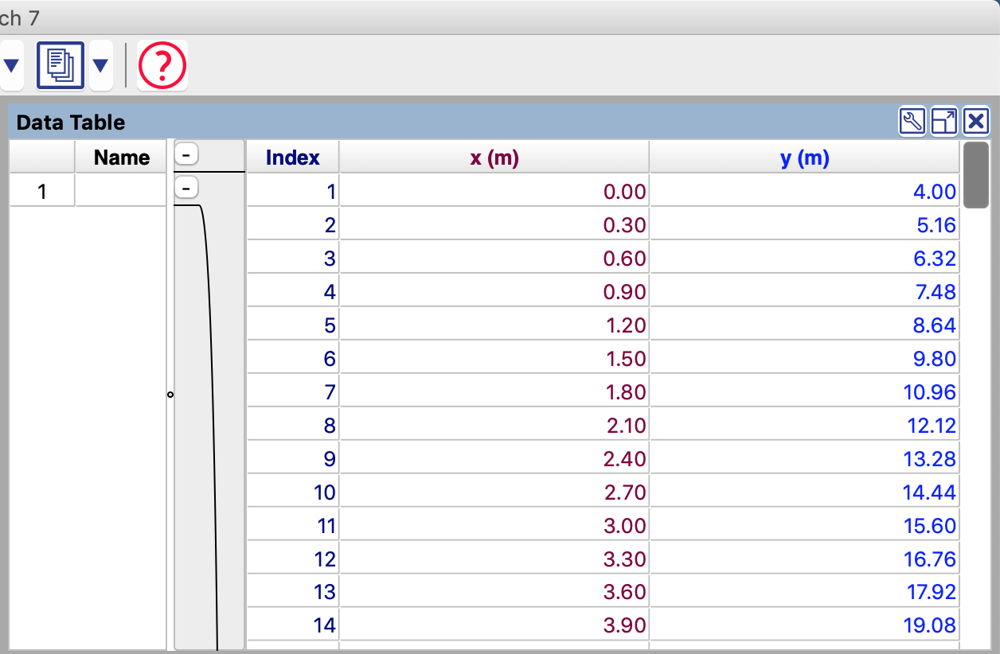 ch 7
?
Data Table
Name - Index x (m) y (m)
1 - 1 0.00 4.00
2 0.30 5.16
3 0.60 6.32
4 0.90 7.48
5 1.20 8.64
6 1.50 9.80
7 1.80 10.96
8 2.10 12.12
9 2.40 13.28
10 2.70 14.44
11 3.00 15.60
12 3.30 16.76
13 3.60 17.92
14 3.90 19.08